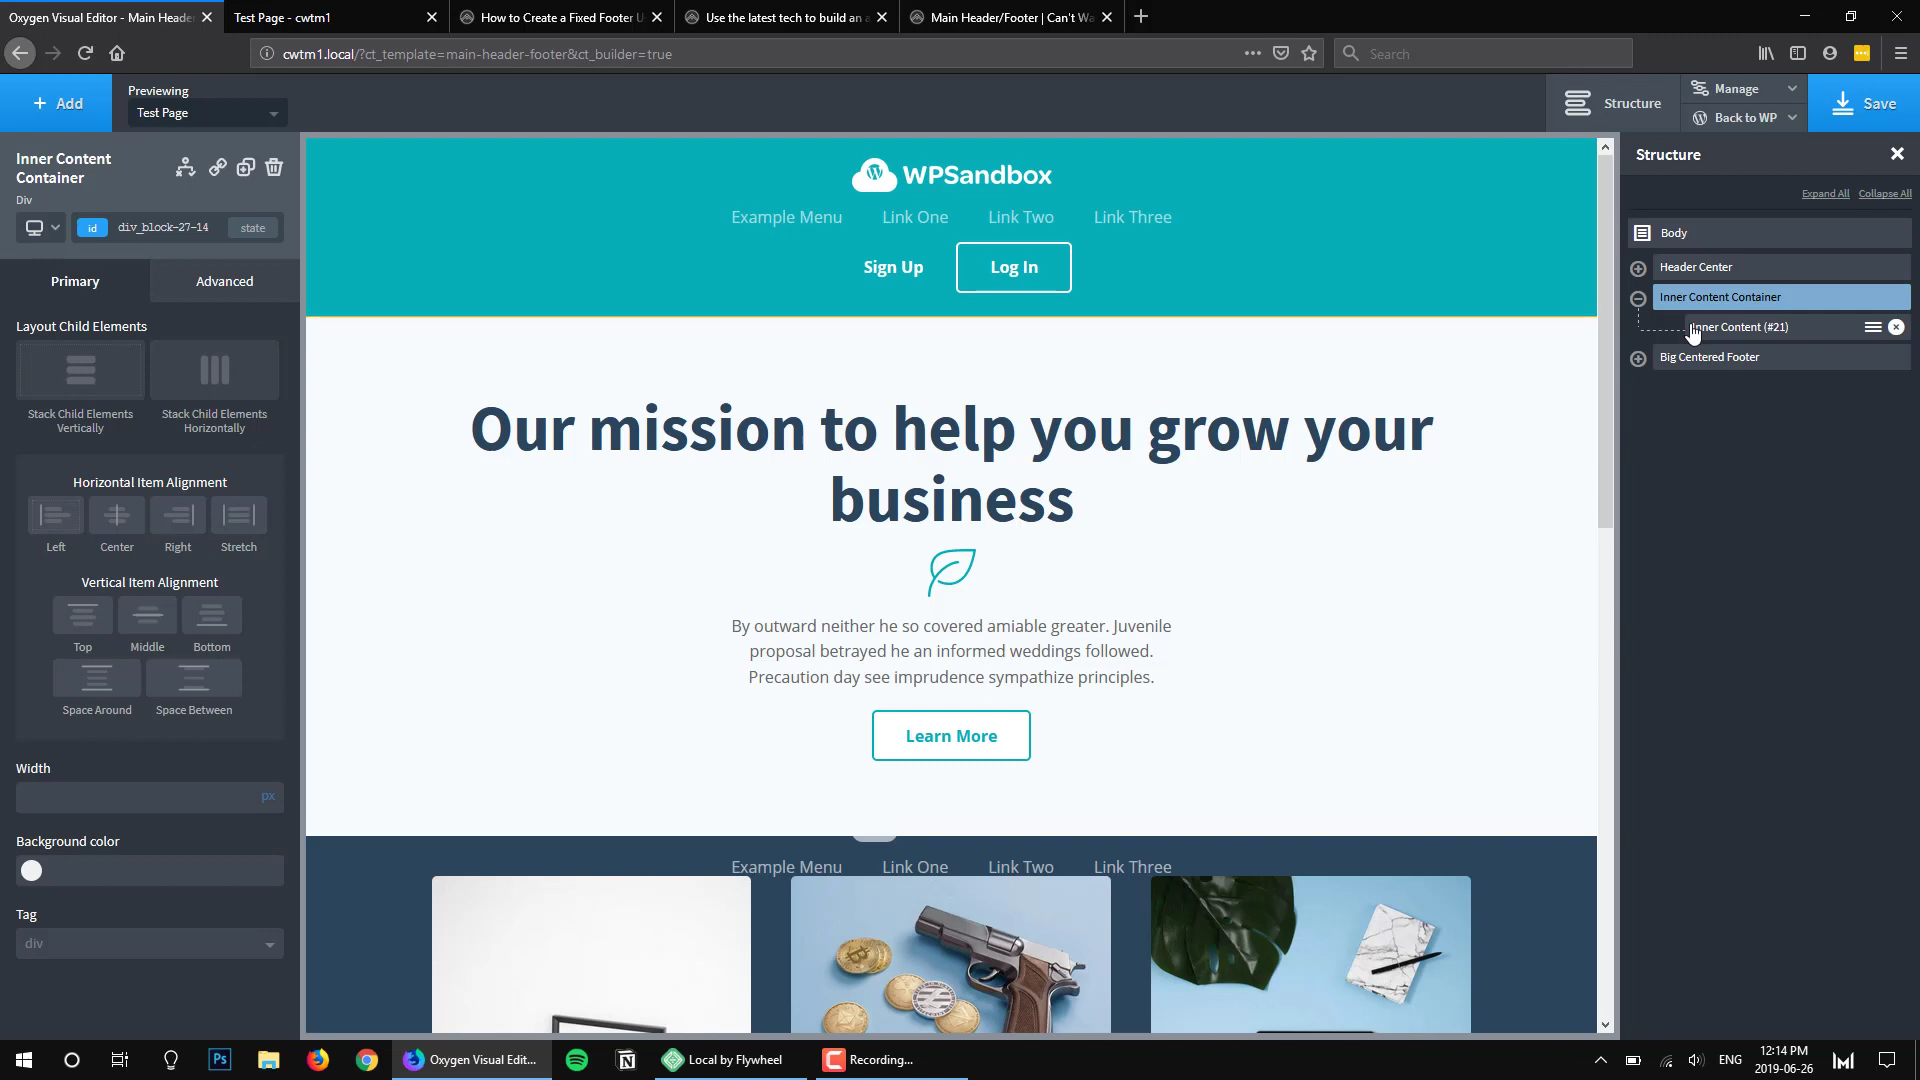 Oxygen Visual Editor - Main Heade
Test Page - cwtm1
How to Create a Fixed Footer U
Use the latest tech to build an a
Main Header/Footer | Can't Wa
cwtm1.local/?ct_template=main-header-footer&ct_builder=true
Search
+ Add
Previewing
Test Page
Structure
Manage
Back to WP
Save
Inner Content
Container
Div
id
div_block-27-14
state
Primary
Advanced
Layout Child Elements
Stack Child Elements
Vertically
Stack Child Elements
Horizontally
Horizontal Item Alignment
Left
Center
Right
Stretch
Vertical Item Alignment
Top
Middle
Bottom
Space Around
Space Between
Width
px
Background color
Tag
div
WPSandbox
Example Menu
Link One
Link Two
Link Three
Sign Up
Log In
Our mission to help you grow your
business
By outward neither he so covered amiable greater. Juvenile
proposal betrayed he an informed weddings followed.
Precaution day see imprudence sympathize principles.
Learn More
Example Menu
Link One
Link Two
Link Three
Structure
Expand All
Collapse All
Body
Header Center
Inner Content Container
Inner Content (#21)
Big Centered Footer
Oxygen Visual Edit...
Local by Flywheel
Recording...
ENG
12:14 PM
2019-06-26